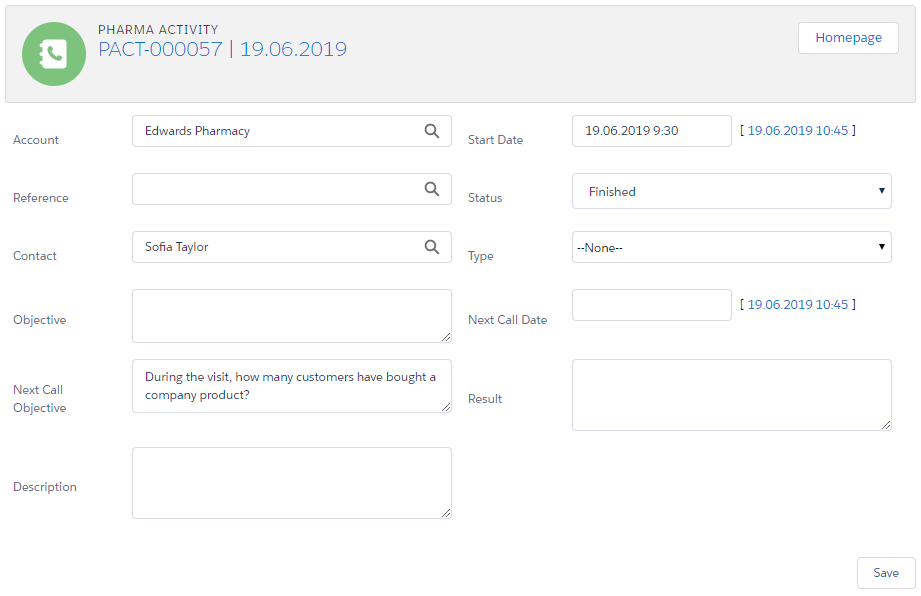 PHARMA ACTIVITY
PACT-000057 | 19.06.2019
Homepage
Account
Edwards Pharmacy
Start Date
19.06.2019 9:30
[ 19.06.2019 10:45 ]
Reference
Status
Finished
Contact
Sofia Taylor
Type
--None--
Objective
Next Call Date
[ 19.06.2019 10:45 ]
Next Call
Objective
During the visit, how many customers have bought a
company product?
Result
Description
Save